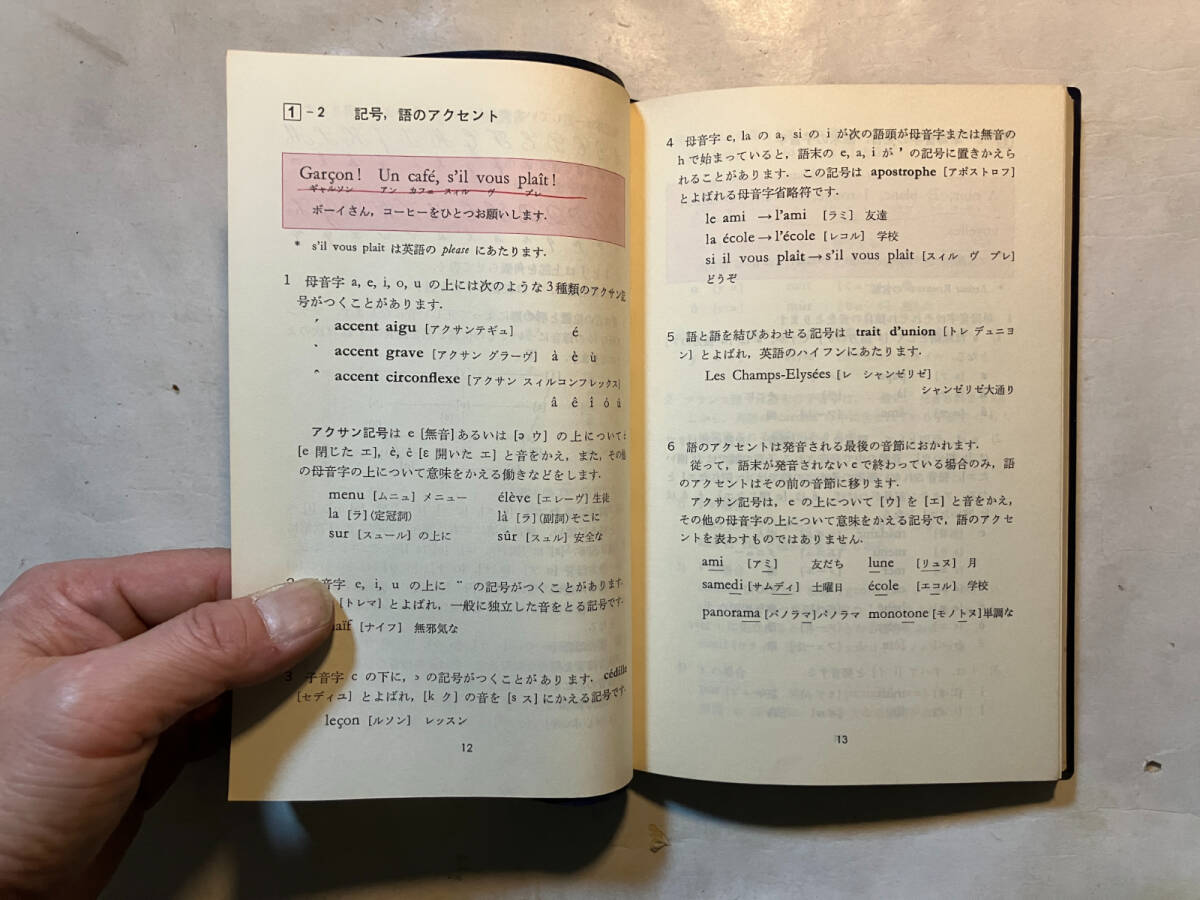 1-2 記号,語のアクセント
Garçon! Un café, s'il vous plaît!
ギャルソン アン カフェ スィル ヴ プレ
ボーイさん,コーヒーをひとつお願いします.
* s'il vous plait は英語の please にあたります.
1 母音字 a, e, i, o, u の上には次のような3種類のアクサン記
号がつくことがあります.
´ accent aigu [アクサンテギュ] é
` accent grave [アクサン グラーヴ] à è ù
ˆ accent circonflexe [アクサン スィルコンフレックス]
â ê î ô û
アクサン記号は e [無音]あるいは [ə ゥ] の上について
[e 閉じた エ], è, ê [ɛ 開いた エ] と音をかえ,また,その他
の母音字の上について意味をかえる働きなどをします.
menu [ムニュ] メニュー élève [エレーヴ] 生徒
la [ラ](定冠詞) là [ラ](副詞)そこに
sur [スュール] の上に sûr [スュル] 安全な
音字 e, i, u の上に ¨ の記号がつくことがあります.
[トレマ] とよばれ,一般に独立した音をとる記号です.
aïf [ナイフ] 無邪気な
3 子音字 c の下に, ¸ の記号がつくことがあります. cédille
[セディユ] とよばれ, [k ク] の音を [s ス] にかえる記号です.
leçon [ルソン] レッスン
12
4 母音字 e, la の a, si の i が次の語頭が母音字または無音の
h で始まっていると,語末の e, a, i が ’ の記号に置きかえら
れることがあります. この記号は apostrophe [アポストロフ]
とよばれる母音字省略符です.
le ami →l'ami [ラミ] 友達
la école→l'école [レコル] 学校
si il vous plaît→s'il vous plaît [スィル ヴ プレ]
どうぞ
5 語と語を結びあわせる記号は trait d'union [トレ デュニヨ
ン] とよばれ,英語のハイフンにあたります.
Les Champs-Elysées [レ シャンゼリゼ]
シャンゼリゼ大通り
6 語のアクセントは発音される最後の音節におかれます.
従って,語末が発音されない e で終わっている場合のみ,語
のアクセントはその前の音節に移ります.
アクサン記号は, e の上について [ウ] を [エ] と音をかえ,
その他の母音字の上について意味をかえる記号で,語のアクセ
ントを表わすものではありません.
ami [アミ] 友だち lune [リュヌ] 月
samedi [サムディ] 土曜日 école [エコル] 学校
panorama [パノラマ]パノラマ monotone [モノトヌ]単調な
13